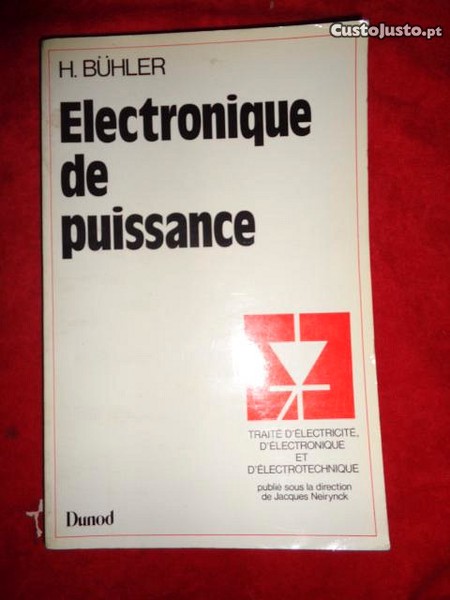 CustoJusto.pt
H. BÜHLER
Electronique
de
puissance
TRAITÉ D'ÉLECTRICITÉ,
D'ÉLECTRONIQUE
ET
D'ÉLECTROTECHNIQUE
publié sous la direction
de Jacques Neirynck
Dunod